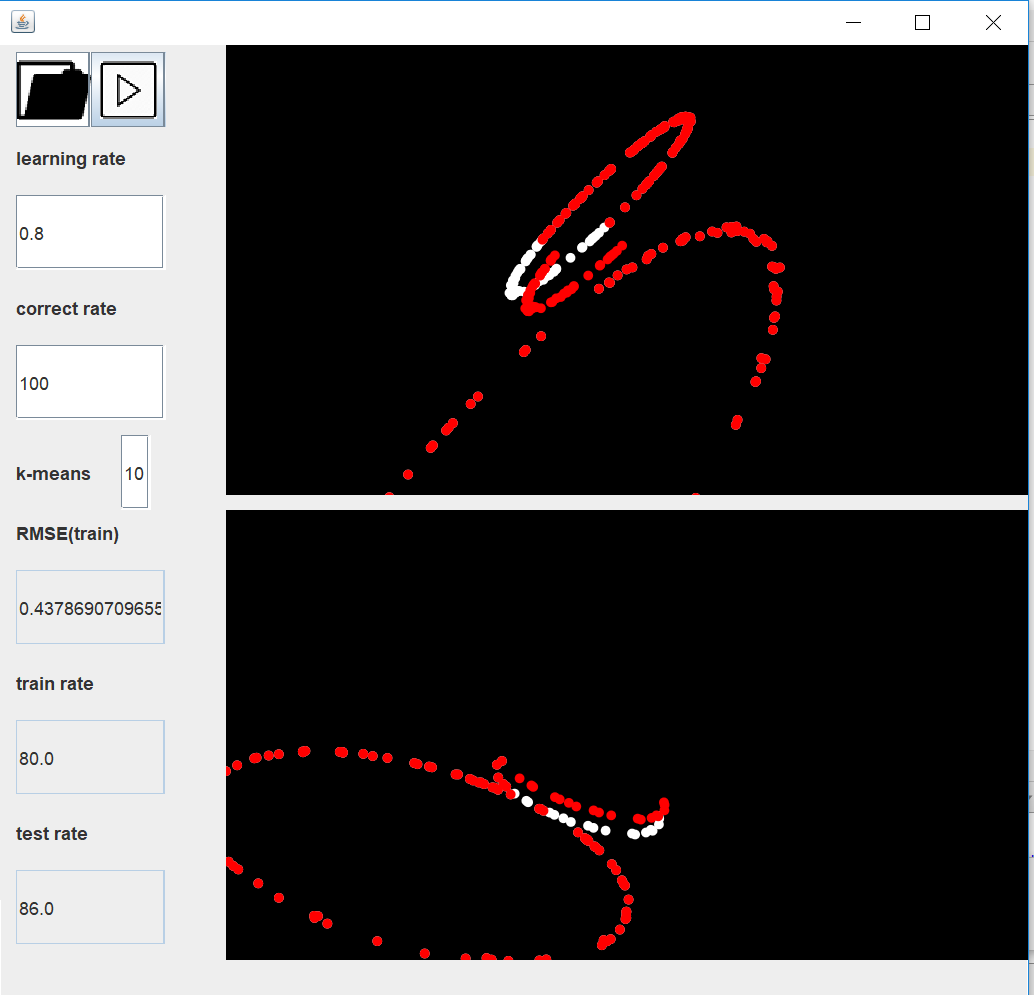 learning rate
0.8
correct rate
100
k-means 10
RMSE(train)
0.4378690709655
train rate
80.0
test rate
86.0